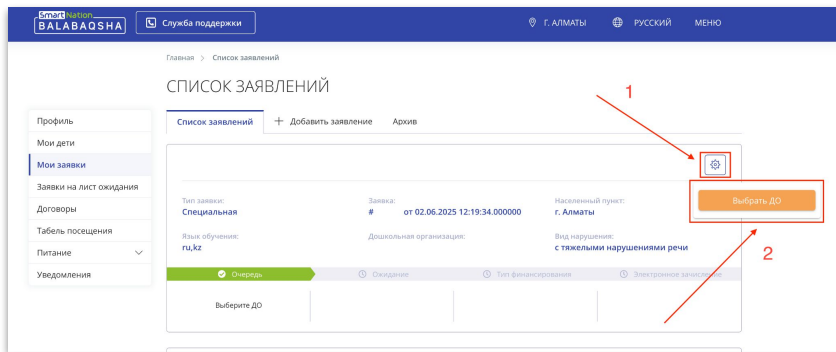 Smart Nation
BALABAQSHA
Служба поддержки
Г. АЛМАТЫ
РУССКИЙ
МЕНЮ
Главная > Список заявлений
СПИСОК ЗАЯВЛЕНИЙ
1
Профиль
Мои дети
Мои заявки
Заявки на лист ожидания
Договоры
Табель посещения
Питание
Уведомления
Список заявлений
+ Добавить заявление
Архив
Тип заявки:
Специальная
Заявка:
# от 02.06.2025 12:19:34.000000
Населенный пункт:
г. Алматы
Выбрать ДО
Язык обучения:
ru,kz
Дошкольная организация:
Вид нарушения:
с тяжелыми нарушениями речи
2
Очередь
Ожидание
Тип финансирования
Электронное зачисление
Выберите ДО